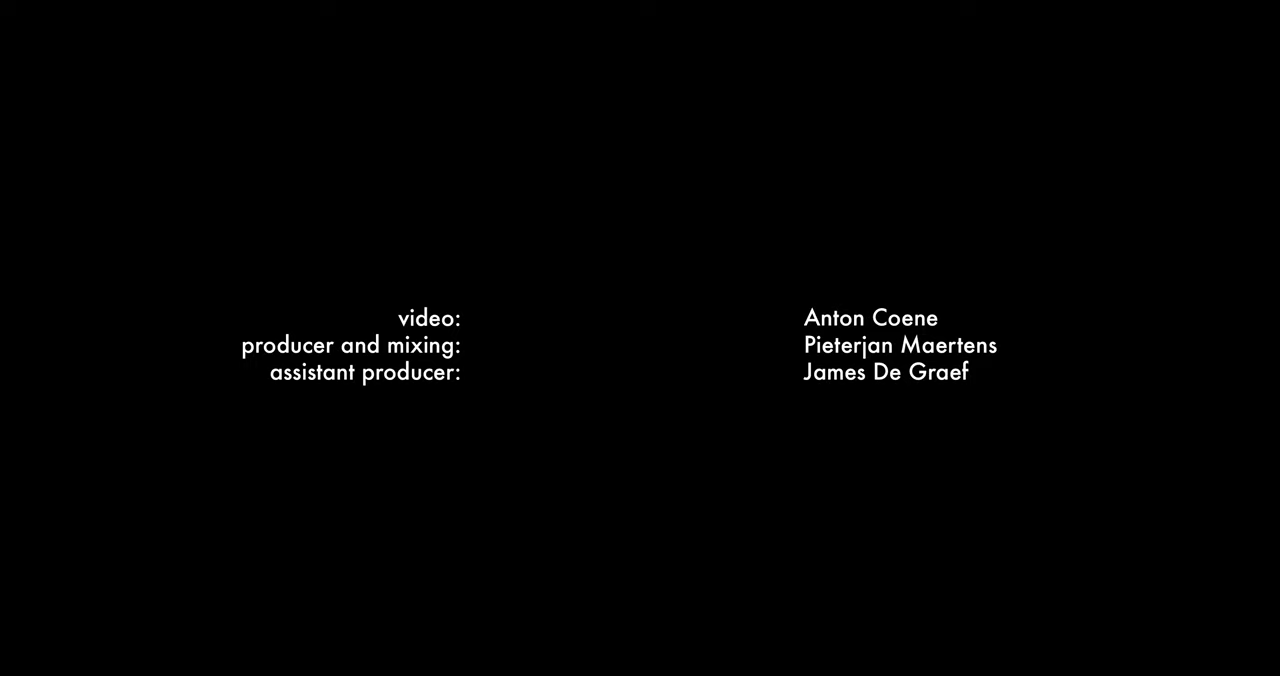 video: Anton Coene
producer and mixing: Pieterjan Maertens
assistant producer: James De Graef